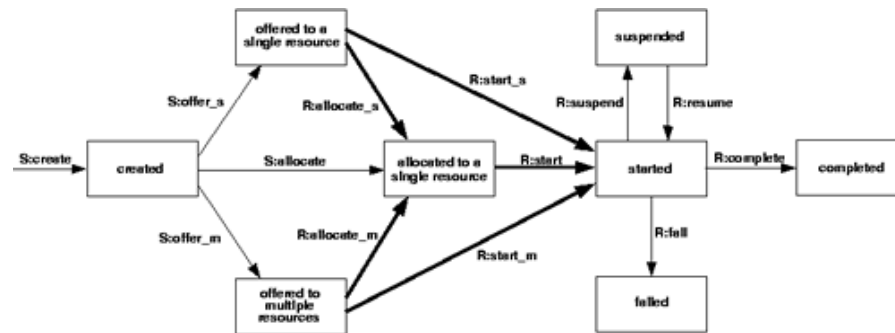 offered to a
single resource
suspended
R:start_s
S:offer_s
R:allocate_s
R:suspend
R:resume
S:create
created
S:allocate
allocated to a
single resource
R:start
started
R:complete
completed
S:offer_m
R:allocate_m
R:start_m
R:fail
offered to
multiple
resources
failed